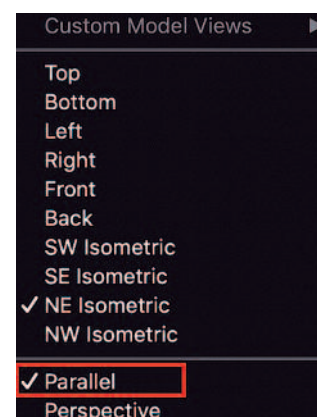 Custom Model Views
Top
Bottom
Left
Right
Front
Back
SW Isometric
SE Isometric
✓ NE Isometric
NW Isometric
✓ Parallel
Perspective